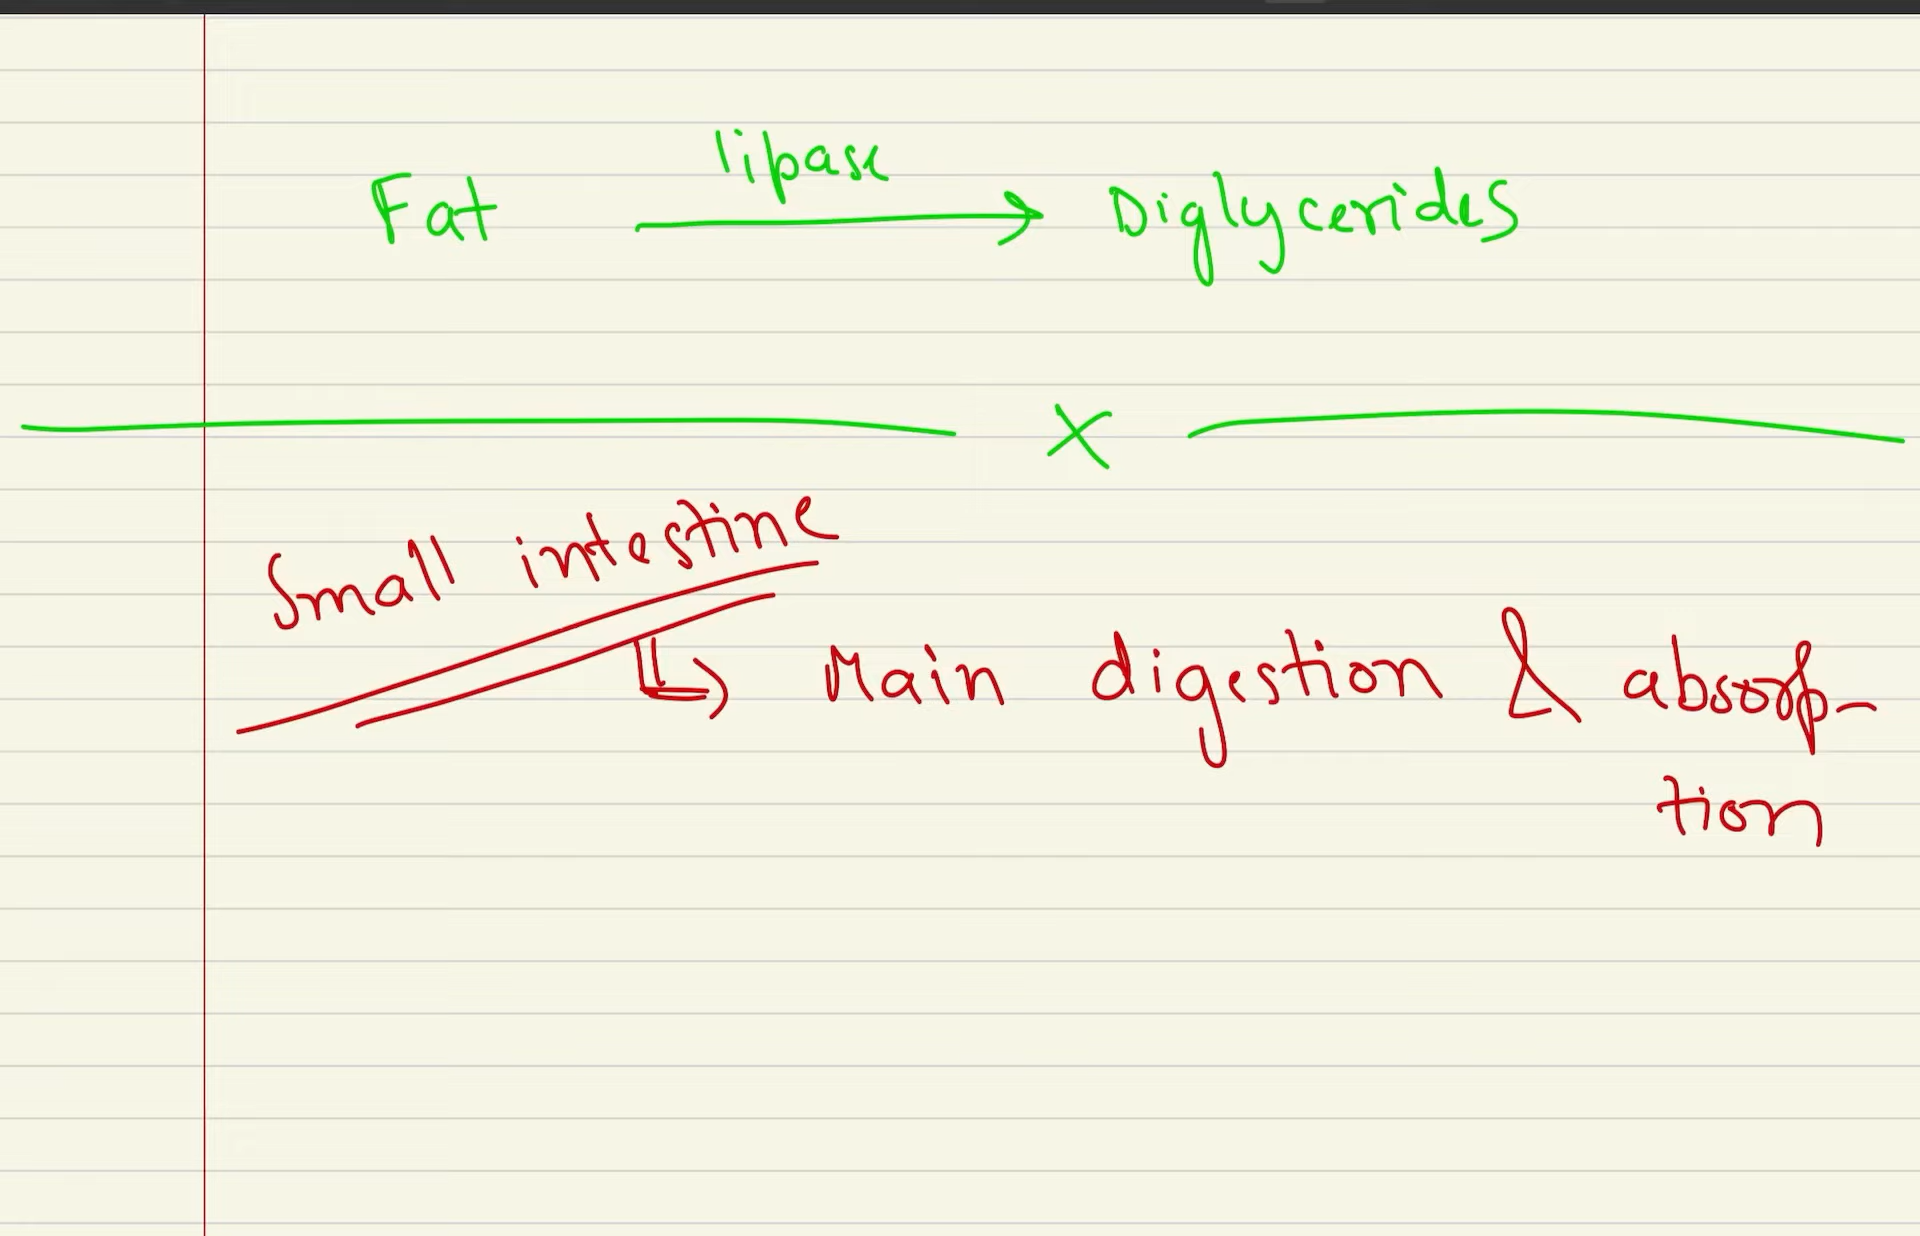 Fat lipase → Diglycerides
X
Small intestine
↳ Main digestion & absorp-
tion